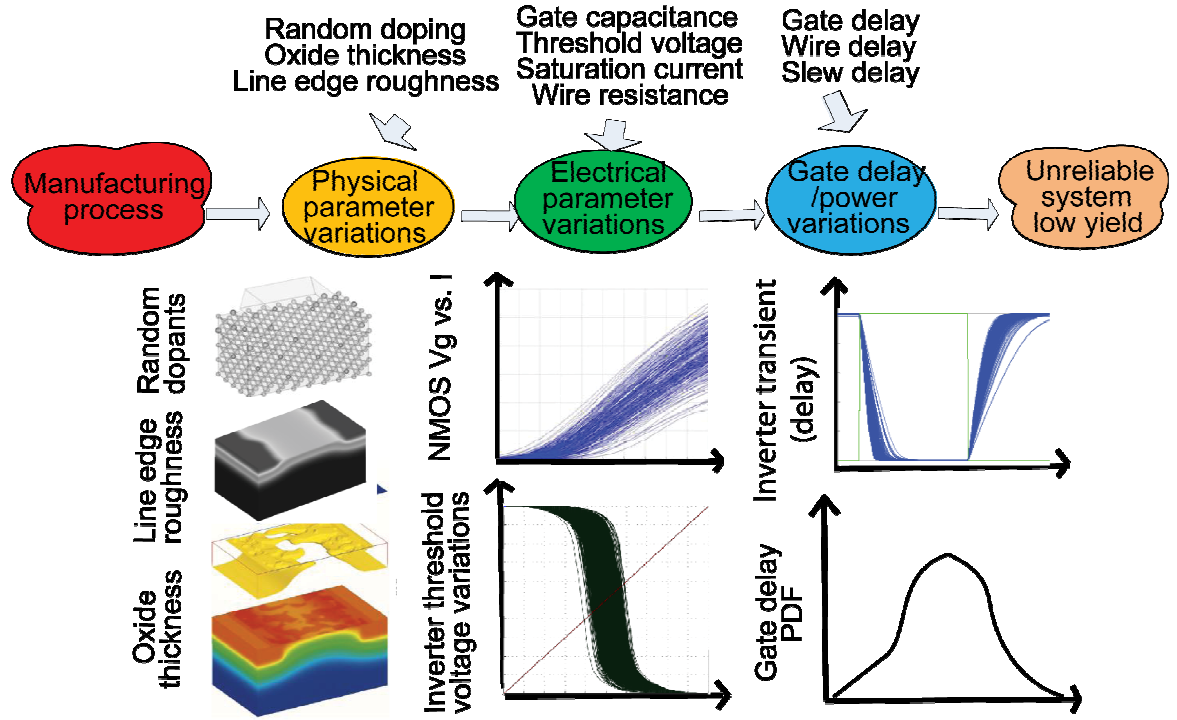 Random doping
Oxide thickness
Line edge roughness
Gate capacitance
Threshold voltage
Saturation current
Wire resistance
Gate delay
Wire delay
Slew delay
Manufacturing
process
Physical
parameter
variations
Electrical
parameter
variations
Gate delay
/power
variations
Unreliable
system
low yield
Random
dopants
Line edge
roughness
Oxide
thickness
NMOS Vg vs. I
Inverter threshold
voltage variations
Inverter transient
(delay)
Gate delay
PDF